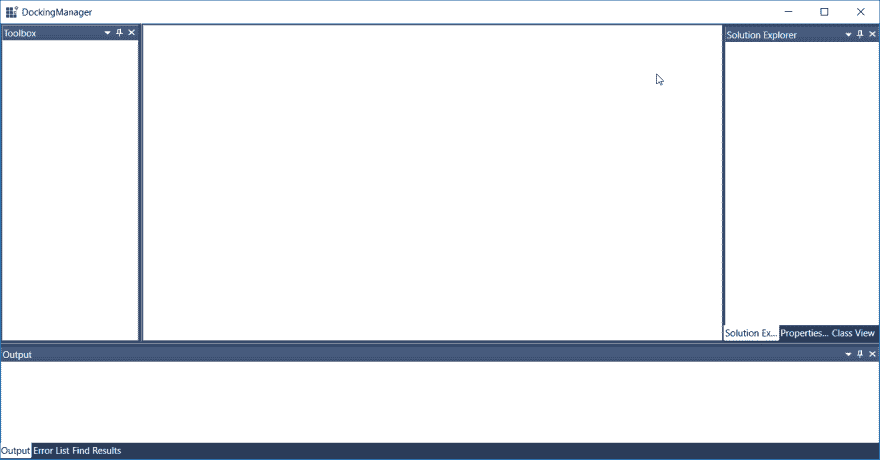 DockingManager
Toolbox
Solution Explorer
Solution Ex... Properties... Class View
Output
Output Error List Find Results